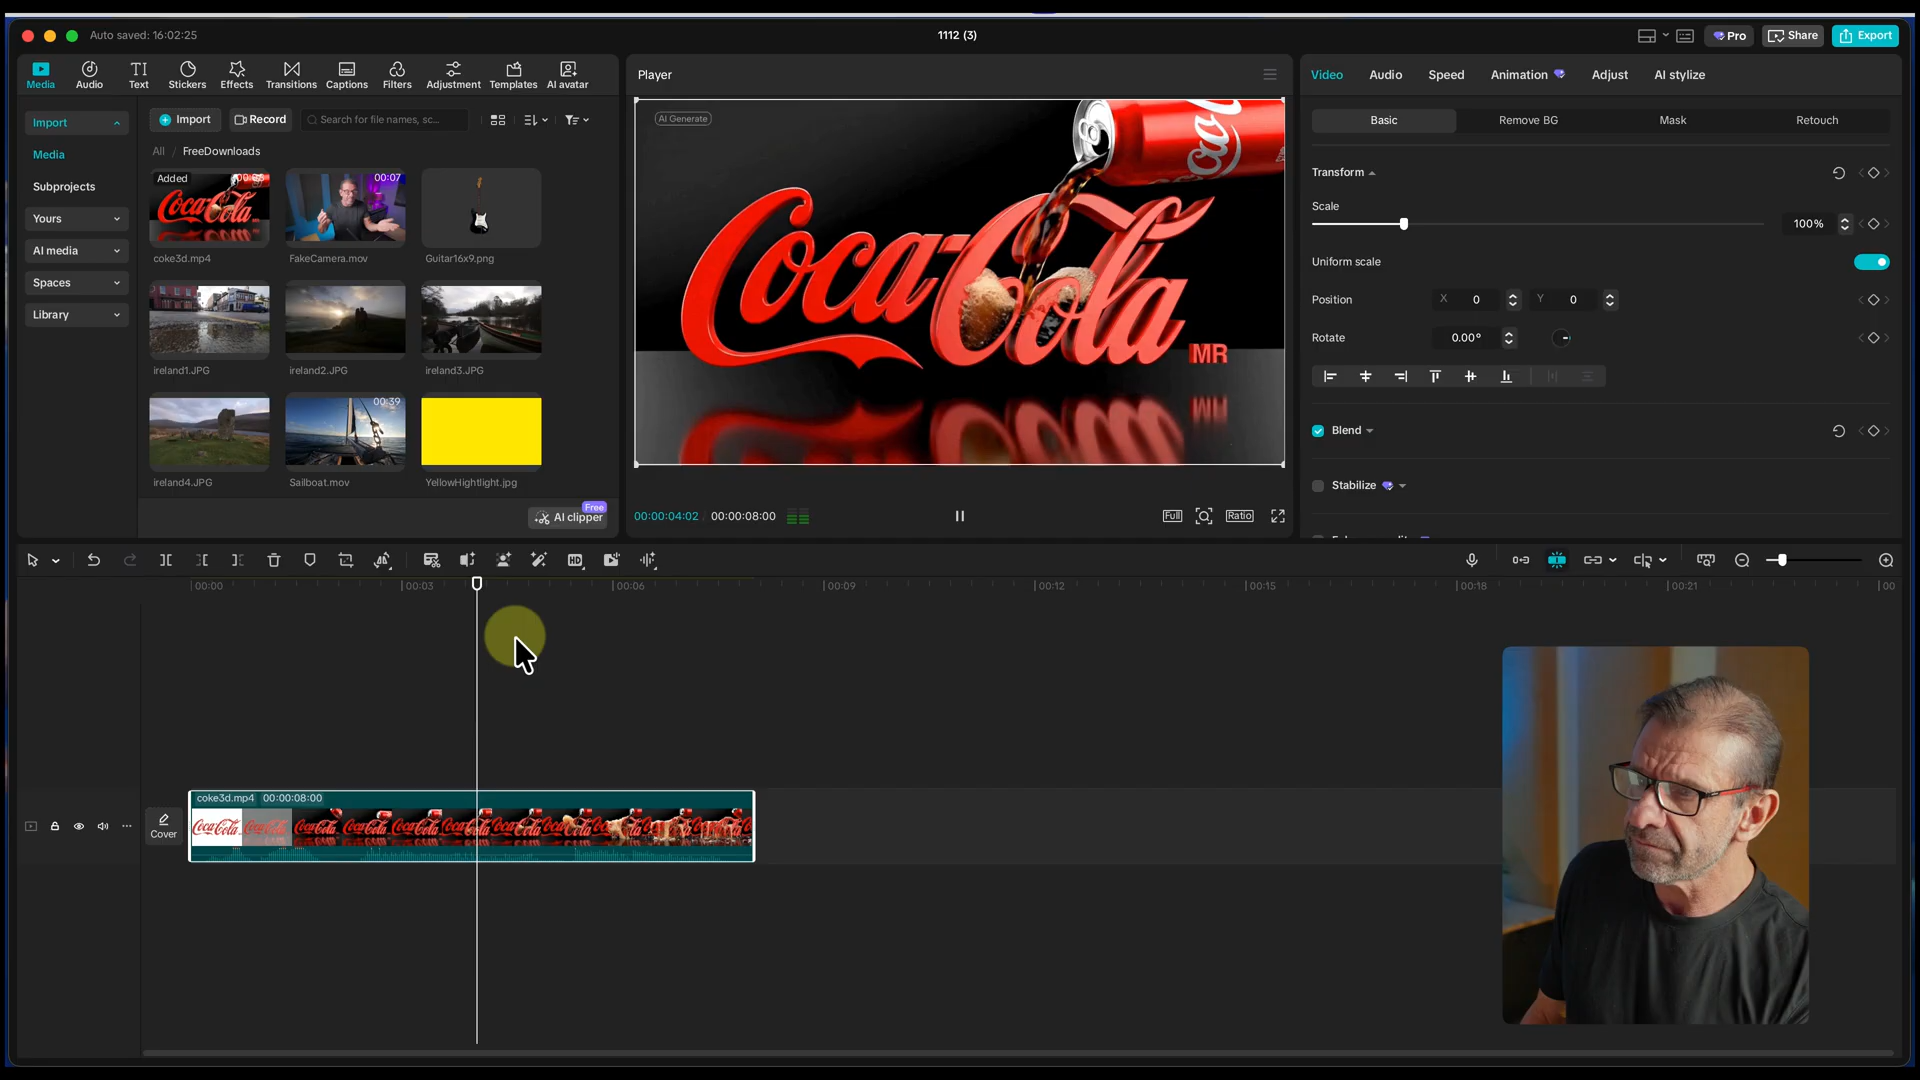 Auto saved: 16:02:25
1112 (3)
Pro
Share
Export
Media
Audio
Text
Stickers
Effects
Transitions
Captions
Filters
Adjustment
Templates
AI avatar
Import
Media
Subprojects
Yours
AI media
Spaces
Library
Import
Record
Search for file names, sc...
All / FreeDownloads
Added
coke3d.mp4
00:07
FakeCamera.mov
Guitar16x9.png
ireland1.JPG
ireland2.JPG
ireland3.JPG
ireland4.JPG
00:39
Sailboat.mov
YellowHightlight.jpg
Free
AI clipper
Player
AI Generate
Coca-Cola
MR
00:00:04:02 / 00:00:08:00
Full
Ratio
Video
Audio
Speed
Animation
Adjust
AI stylize
Basic
Remove BG
Mask
Retouch
Transform
Scale
100%
Uniform scale
Position X 0 Y 0
Rotate 0.00°
Blend
Stabilize
HD
00:00
00:03
00:06
00:09
00:12
00:15
00:18
00:21
00
Cover
coke3d.mp4 00:00:08:00